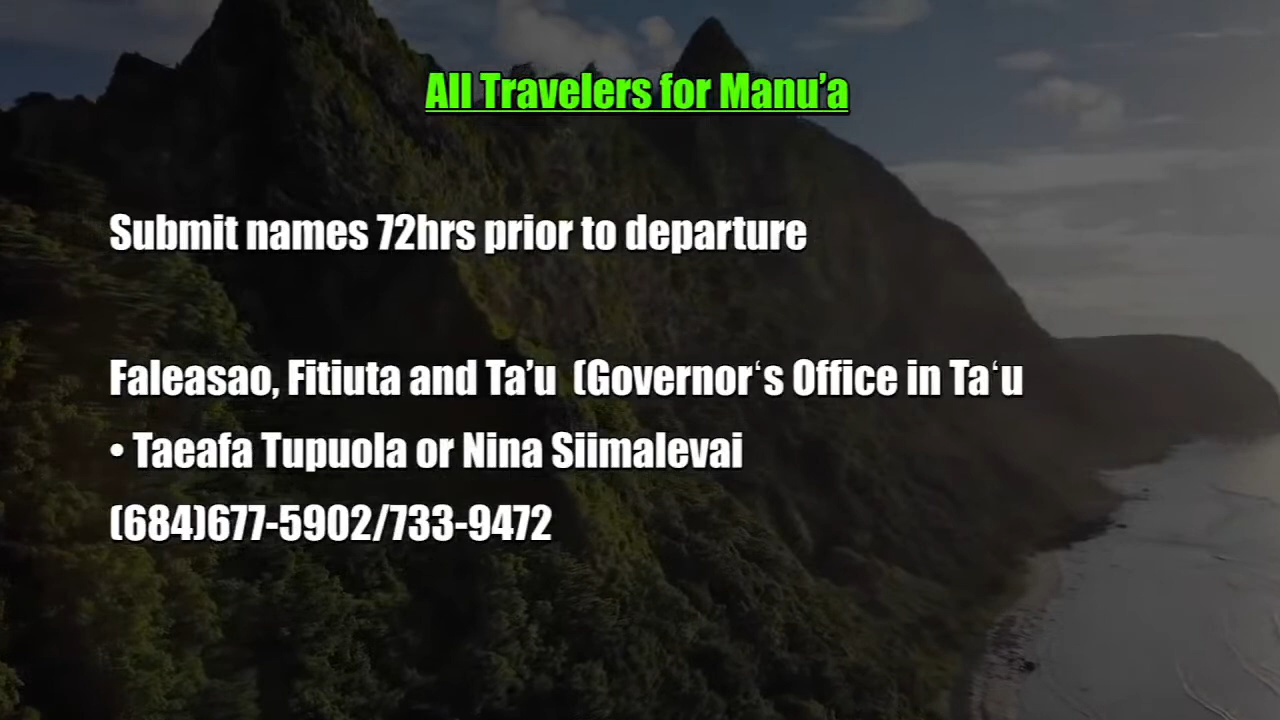 All Travelers for Manu’a
Submit names 72hrs prior to departure
Faleasao, Fitiuta and Ta’u (Governor‘s Office in Ta‘u
• Taeafa Tupuola or Nina Siimalevai
(684)677-5902/733-9472